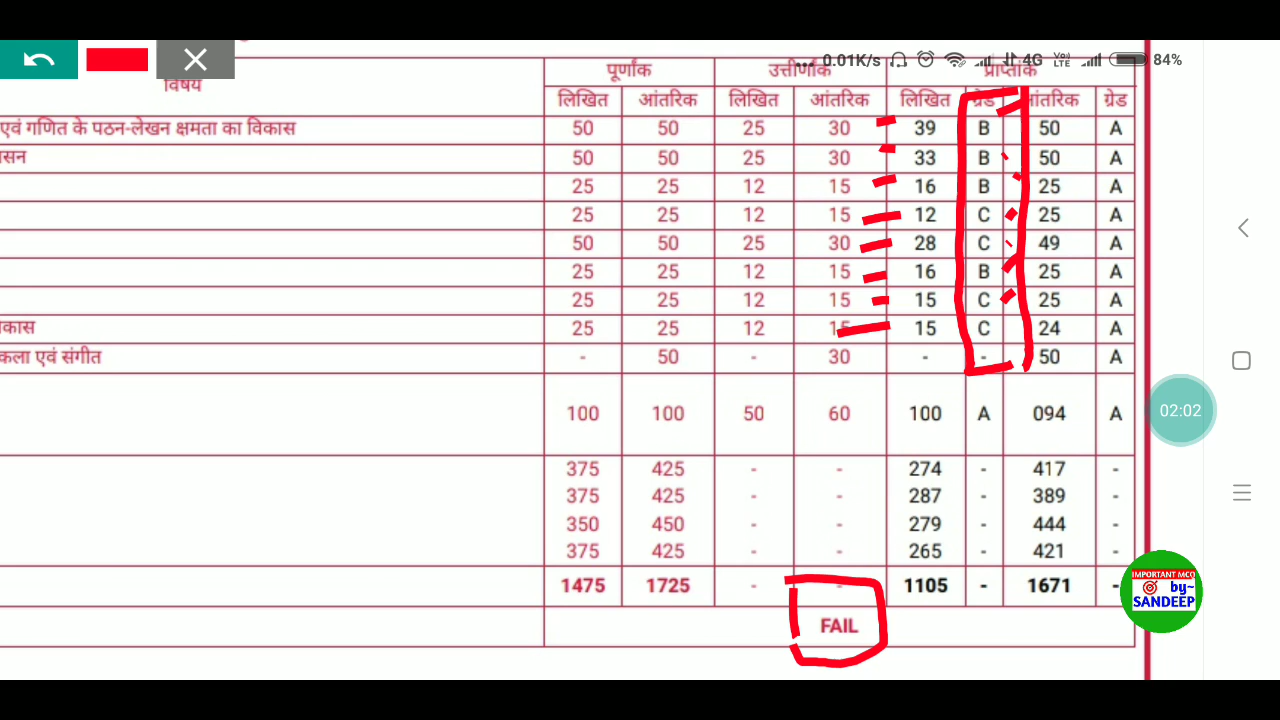 0.01K/s 4G Vo) LTE 84%
विषय पूर्णांक उत्तीर्णांक प्राप्तांक
लिखित आंतरिक लिखित आंतरिक लिखित ग्रेड आंतरिक ग्रेड
एवं गणित के पठन-लेखन क्षमता का विकास 50 50 25 30 39 B 50 A
सन 50 50 25 30 33 B 50 A
25 25 12 15 16 B 25 A
25 25 12 15 12 C 25 A
50 50 25 30 28 C 49 A
25 25 12 15 16 B 25 A
25 25 12 15 15 C 25 A
कास 25 25 12 15 15 C 24 A
कला एवं संगीत - 50 - 30 - - 50 A
100 100 50 60 100 A 094 A
375 425 - - 274 - 417 -
375 425 - - 287 - 389 -
350 450 - - 279 - 444 -
375 425 - - 265 - 421 -
1475 1725 - - 1105 - 1671 -
FAIL
02:02
IMPORTANT MCQ
by-
SANDEEP